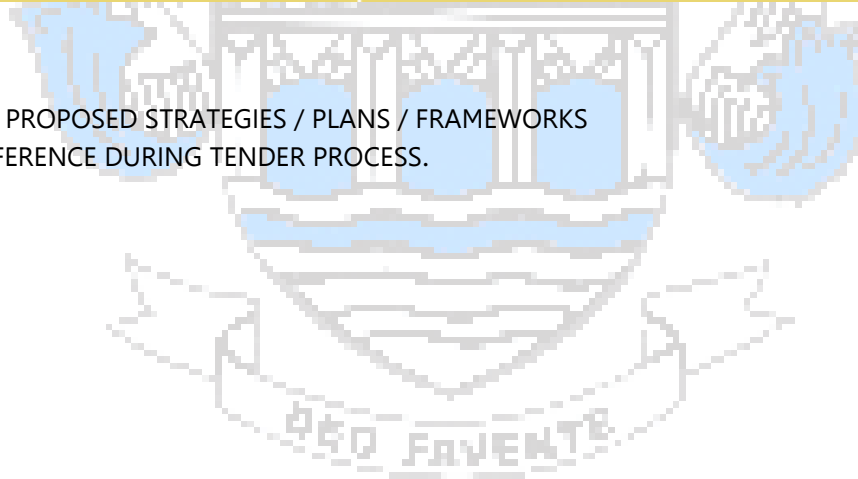 PROPOSED STRATEGIES / PLANS / FRAMEWORKS
FERENCE DURING TENDER PROCESS.
DEO FAVENTE